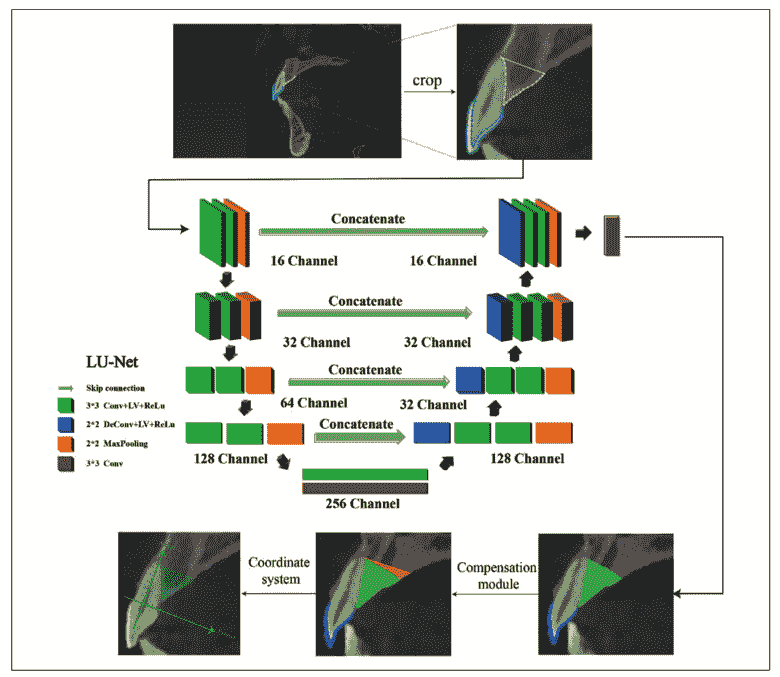 crop
Concatenate
16 Channel
16 Channel
Concatenate
32 Channel
32 Channel
LU-Net
Skip connection
3*3 Conv+LV+ReLu
2*2 DeConv+LV+ReLu
2*2 MaxPooling
3*3 Conv
Concatenate
64 Channel
32 Channel
Concatenate
128 Channel
128 Channel
256 Channel
Coordinate
system
Compensation
module